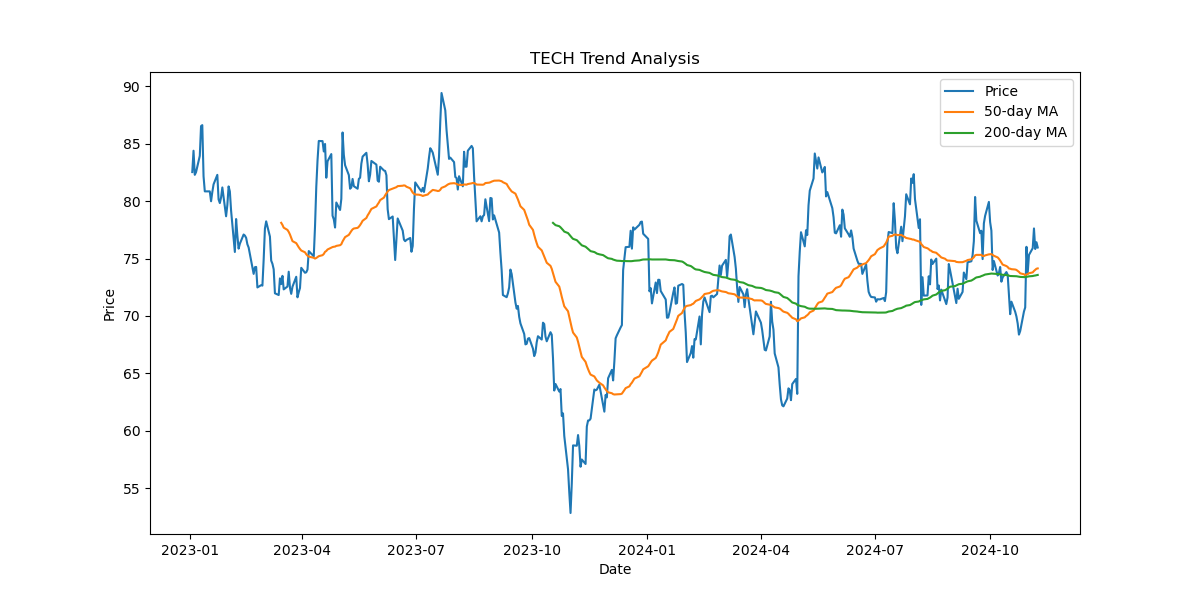 TECH Trend Analysis
Price
50-day MA
200-day MA
90
85
80
75
70
65
60
55
Price
2023-01
2023-04
2023-07
2023-10
2024-01
2024-04
2024-07
2024-10
Date